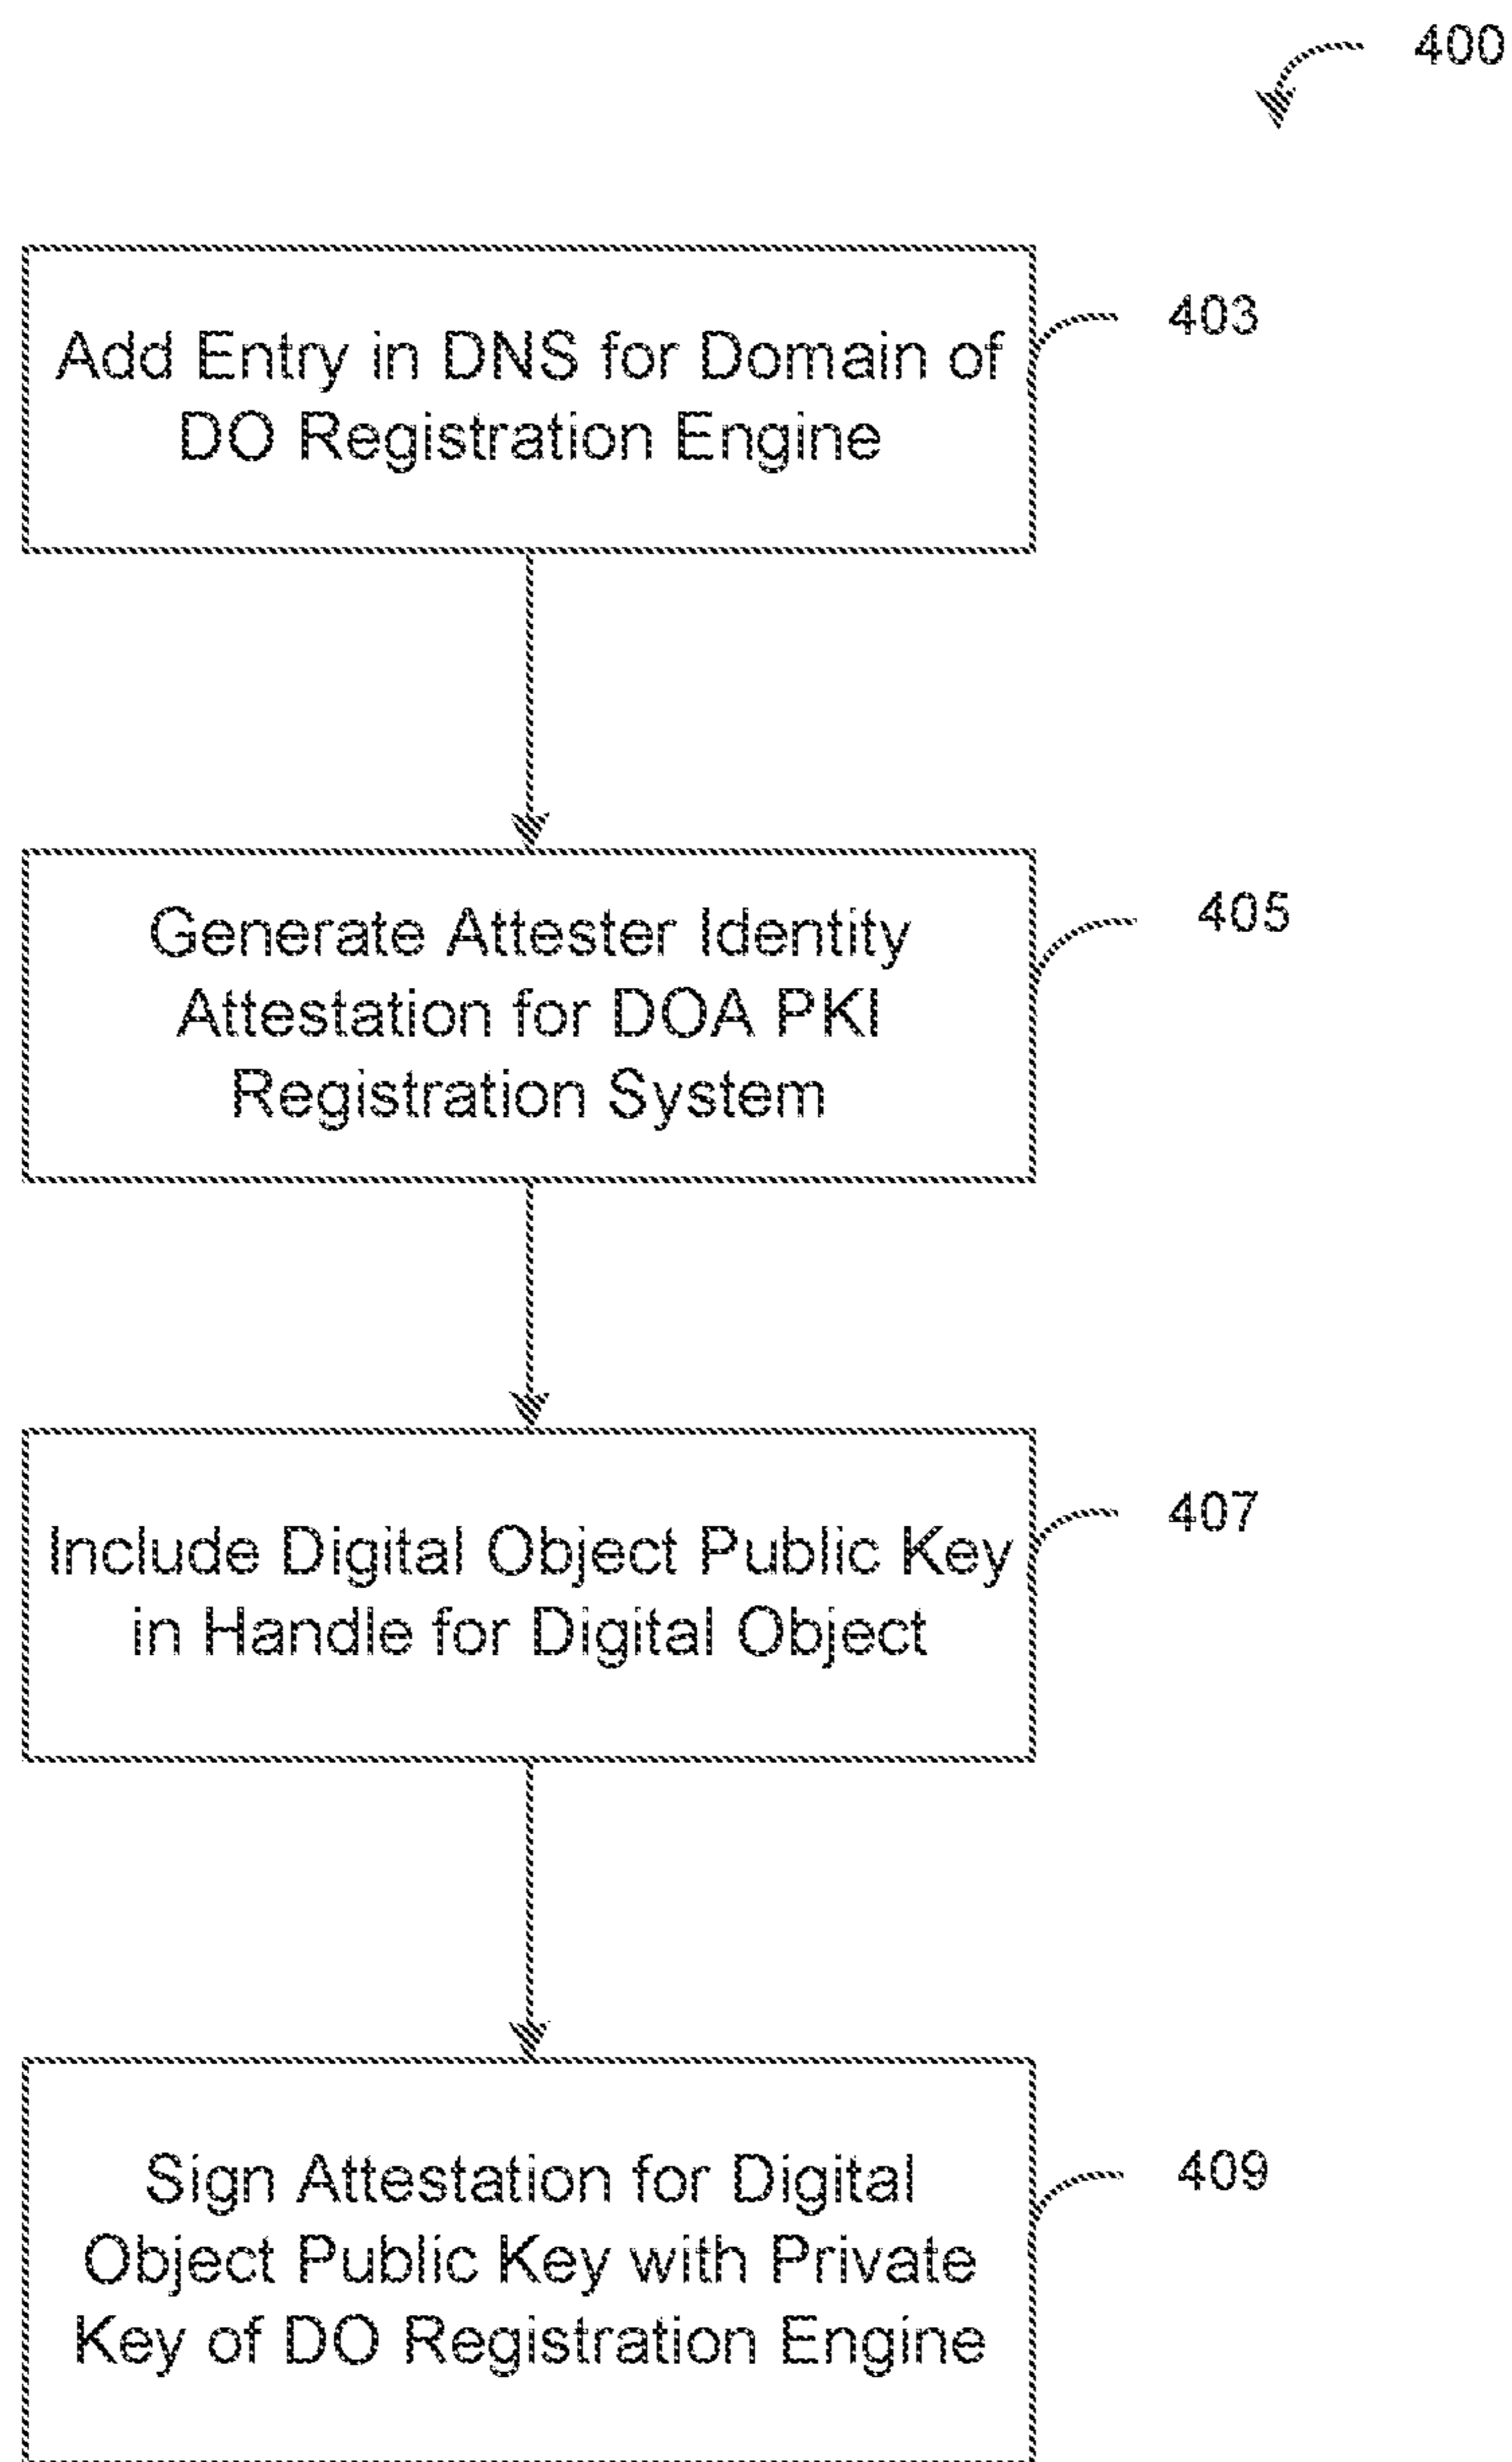 400
Add Entry in DNS for Domain of
DO Registration Engine
403
Generate Attester Identity
Attestation for DOA PKI
Registration System
405
Include Digital Object Public Key
in Handle for Digital Object
407
Sign Attestation for Digital
Object Public Key with Private
Key of DO Registration Engine
409